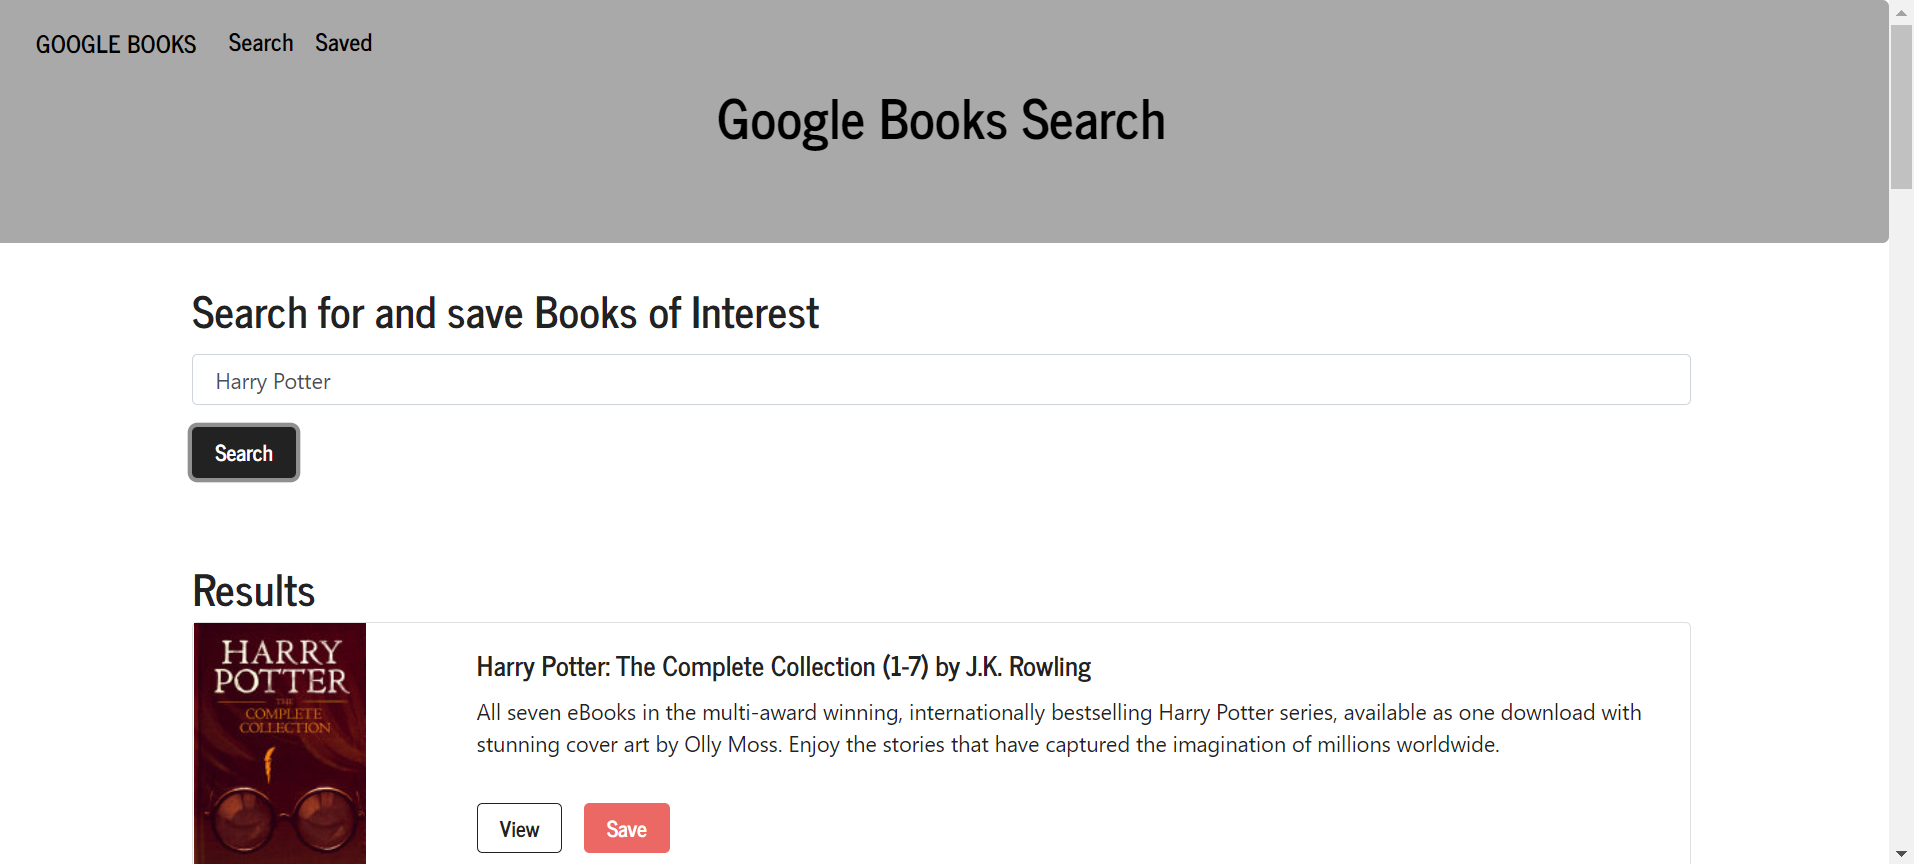 GOOGLE BOOKS Search Saved
Google Books Search
Search for and save Books of Interest
Harry Potter
Search
Results
HARRY
POTTER
THE
COMPLETE
COLLECTION
Harry Potter: The Complete Collection (1-7) by J.K. Rowling
All seven eBooks in the multi-award winning, internationally bestselling Harry Potter series, available as one download with
stunning cover art by Olly Moss. Enjoy the stories that have captured the imagination of millions worldwide.
View Save